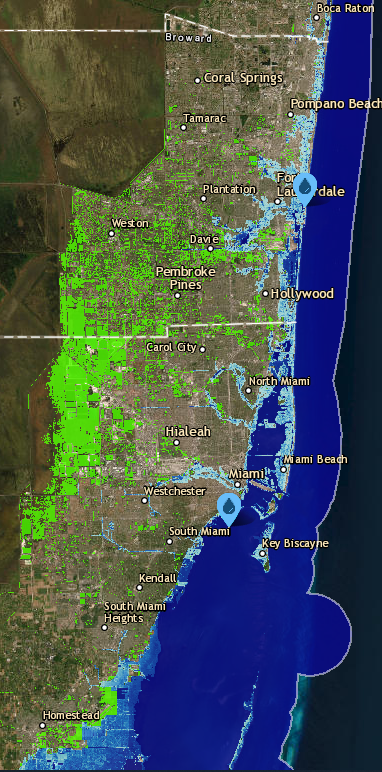 Boca Raton
Broward
Coral Springs
Pompano Beach
Tamarac
Fort
Lauderdale
Plantation
Weston
Davie
Pembroke
Pines
Hollywood
Carol City
North Miami
Hialeah
Miami Beach
Miami
Westchester
South Miami
Key Biscayne
Kendall
South Miami
Heights
Homestead